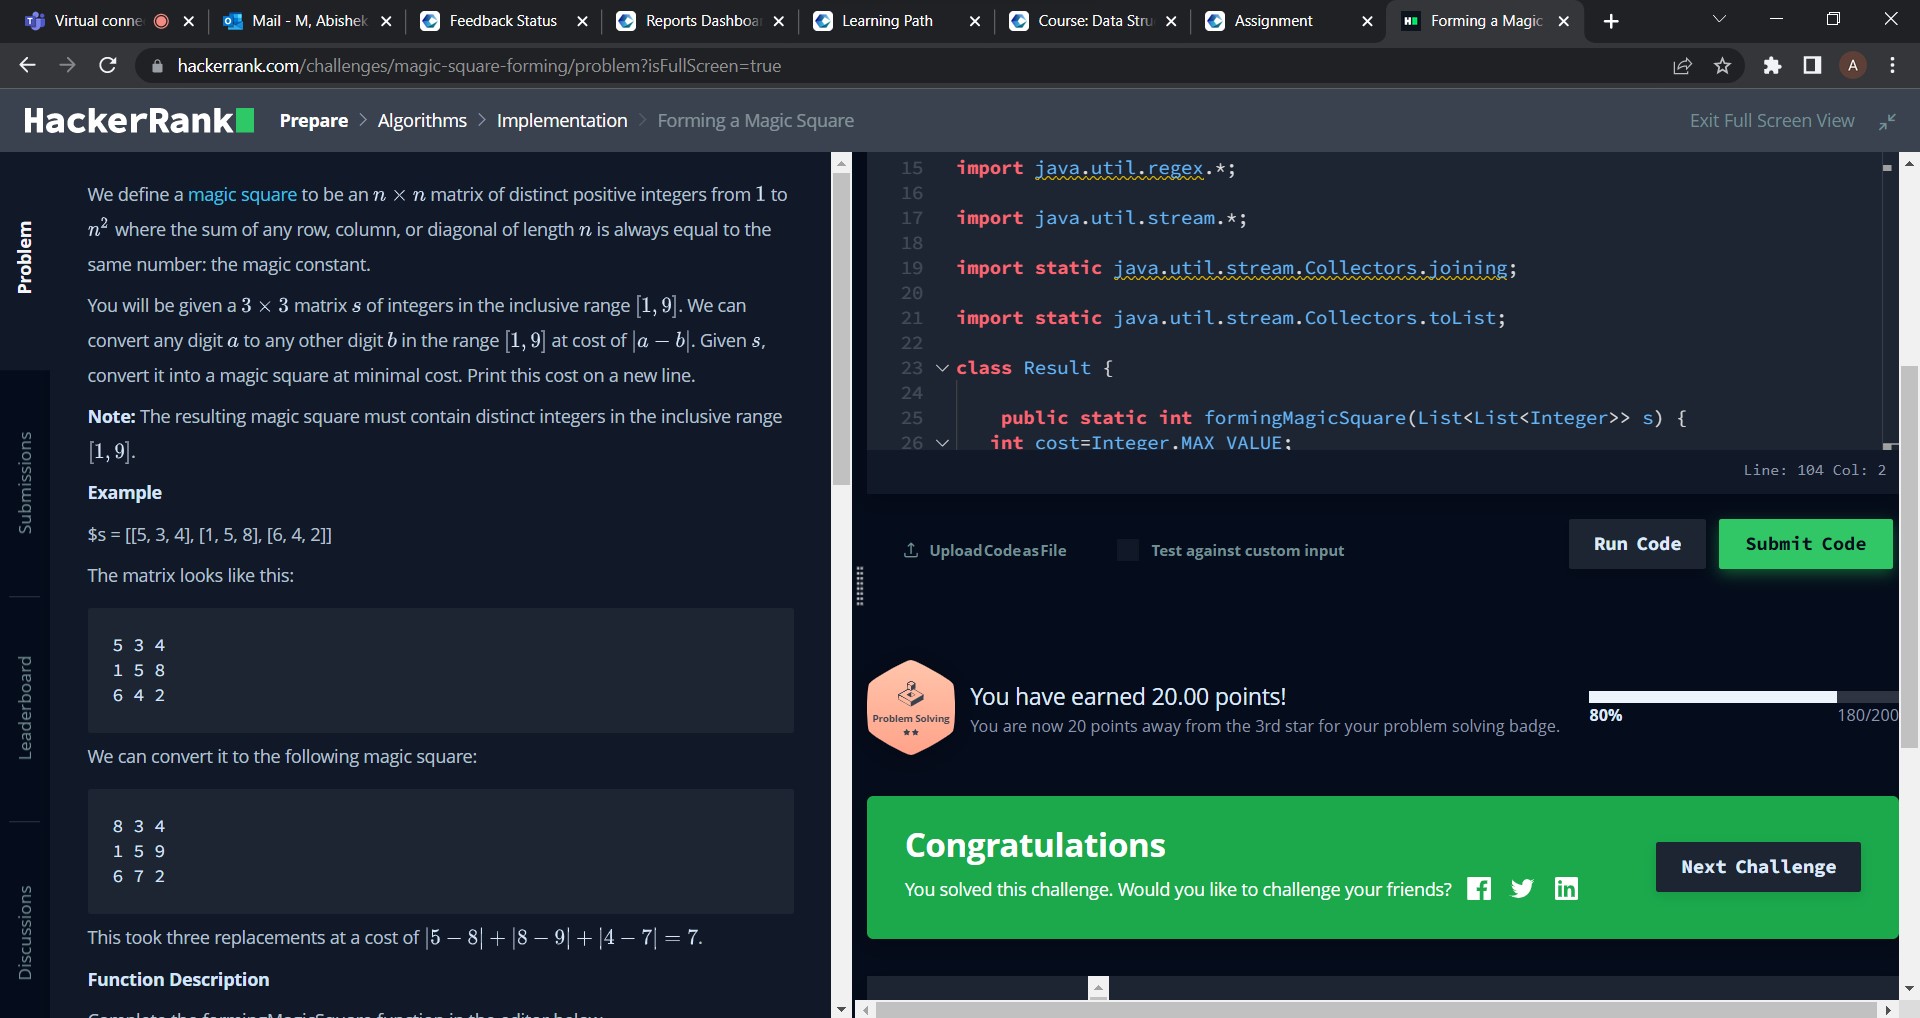 Virtual conne
Mail - M, Abishek
Feedback Status
Reports Dashboar
Learning Path
Course: Data Stru
Assignment
Forming a Magic
hackerrank.com/challenges/magic-square-forming/problem?isFullScreen=true
A
HackerRank
Prepare > Algorithms > Implementation > Forming a Magic Square
Exit Full Screen View
Problem
Submissions
Leaderboard
Discussions
We define a magic square to be an n × n matrix of distinct positive integers from 1 to
n² where the sum of any row, column, or diagonal of length n is always equal to the
same number: the magic constant.
You will be given a 3 × 3 matrix s of integers in the inclusive range [1, 9]. We can
convert any digit a to any other digit b in the range [1, 9] at cost of |a − b|. Given s,
convert it into a magic square at minimal cost. Print this cost on a new line.
Note: The resulting magic square must contain distinct integers in the inclusive range
[1, 9].
Example
$s = [[5, 3, 4], [1, 5, 8], [6, 4, 2]]
The matrix looks like this:
5 3 4
1 5 8
6 4 2
We can convert it to the following magic square:
8 3 4
1 5 9
6 7 2
This took three replacements at a cost of |5 − 8| + |8 − 9| + |4 − 7| = 7.
Function Description
Complete the formingMagicSquare function in the editor below.
15 import java.util.regex.*;
16
17 import java.util.stream.*;
18
19 import static java.util.stream.Collectors.joining;
20
21 import static java.util.stream.Collectors.toList;
22
23 class Result {
24
25 public static int formingMagicSquare(List<List<Integer>> s) {
26 int cost=Integer.MAX_VALUE;
Line: 104 Col: 2
Upload Code as File
Test against custom input
Run Code
Submit Code
Problem Solving
You have earned 20.00 points!
You are now 20 points away from the 3rd star for your problem solving badge.
80%
180/200
Congratulations
You solved this challenge. Would you like to challenge your friends?
Next Challenge